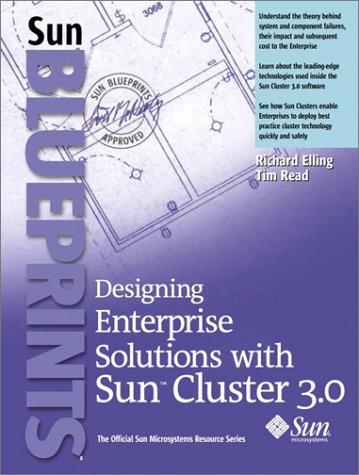 Sun
BLUEPRINTS™
3068
SUN BLUEPRINTS
APPROVED
Understand the theory behind
system and component failures,
their impact and subsequent
cost to the Enterprise
Learn about the leading-edge
technologies used inside the
Sun Cluster 3.0 software
See how Sun Clusters enable
Enterprises to deploy best
practice cluster technology
quickly and safely
Richard Elling
Tim Read
Designing
Enterprise
Solutions with
Sun™ Cluster 3.0
The Official Sun Microsystems Resource Series
Sun
microsystems